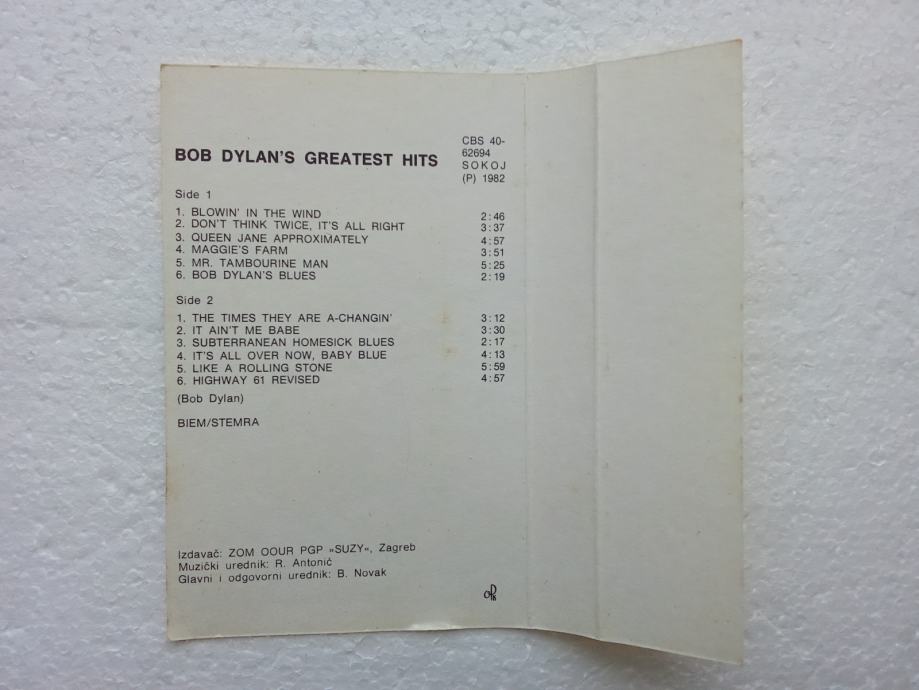 BOB DYLAN'S GREATEST HITS
CBS 40-
62694
SOKOJ
(P) 1982
Side 1
1. BLOWIN' IN THE WIND 2:46
2. DON'T THINK TWICE, IT'S ALL RIGHT 3:37
3. QUEEN JANE APPROXIMATELY 4:57
4. MAGGIE'S FARM 3:51
5. MR. TAMBOURINE MAN 5:25
6. BOB DYLAN'S BLUES 2:19
Side 2
1. THE TIMES THEY ARE A-CHANGIN' 3:12
2. IT AIN'T ME BABE 3:30
3. SUBTERRANEAN HOMESICK BLUES 2:17
4. IT'S ALL OVER NOW, BABY BLUE 4:13
5. LIKE A ROLLING STONE 5:59
6. HIGHWAY 61 REVISED 4:57
(Bob Dylan)
BIEM/STEMRA
Izdavač: ZOM OOUR PGP »SUZY«, Zagreb
Muzički urednik: R. Antonić
Glavni i odgovorni urednik: B. Novak